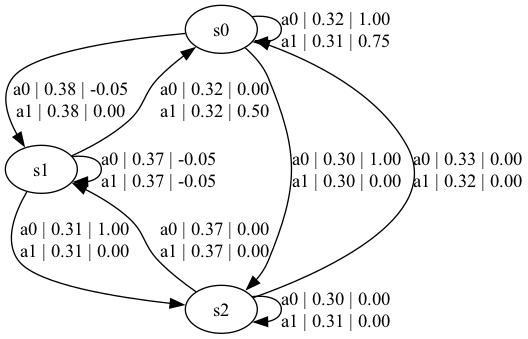 s0
a0 | 0.32 | 1.00
a1 | 0.31 | 0.75
a0 | 0.38 | -0.05
a1 | 0.38 | 0.00
a0 | 0.32 | 0.00
a1 | 0.32 | 0.50
s1
a0 | 0.37 | -0.05
a1 | 0.37 | -0.05
a0 | 0.30 | 1.00
a1 | 0.30 | 0.00
a0 | 0.33 | 0.00
a1 | 0.32 | 0.00
a0 | 0.31 | 1.00
a1 | 0.31 | 0.00
a0 | 0.37 | 0.00
a1 | 0.37 | 0.00
s2
a0 | 0.30 | 0.00
a1 | 0.31 | 0.00